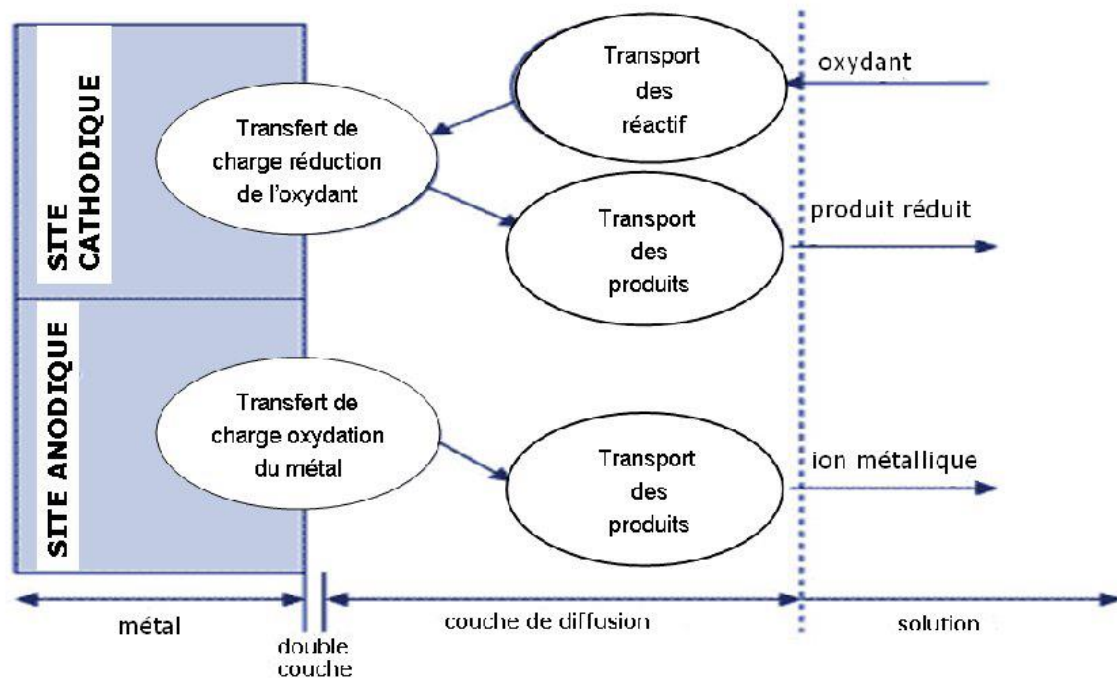 Transport
des
réactif
oxydant
SITE
CATHODIQUE
Transfert de
charge réduction
de l'oxydant
Transport
des
produits
produit réduit
SITE ANODIQUE
Transfert de
charge oxydation
du métal
Transport
des
produits
ion métallique
métal
double
couche
couche de diffusion
solution